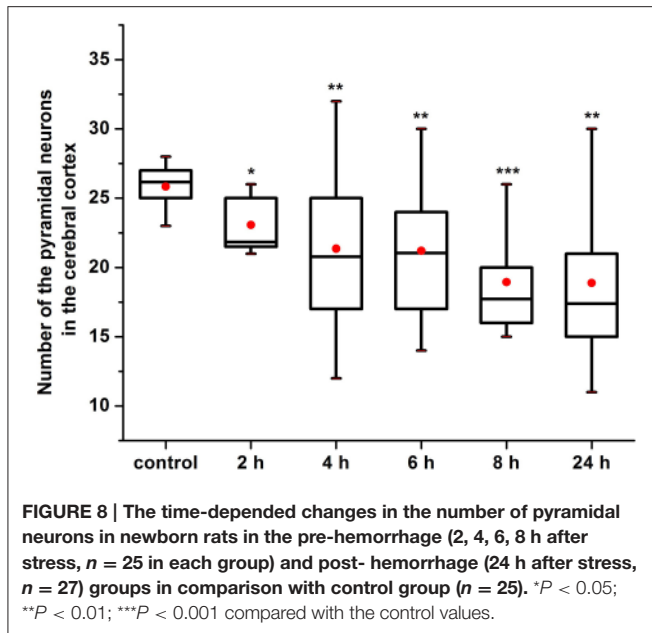 35
30
25
20
15
10
Number of the pyramidal neurons
in the cerebral cortex
*
**
**
***
**
control 2 h 4 h 6 h 8 h 24 h
FIGURE 8 | The time-depended changes in the number of pyramidal
neurons in newborn rats in the pre-hemorrhage (2, 4, 6, 8 h after
stress, n = 25 in each group) and post- hemorrhage (24 h after stress,
n = 27) groups in comparison with control group (n = 25). *P < 0.05;
**P < 0.01; ***P < 0.001 compared with the control values.